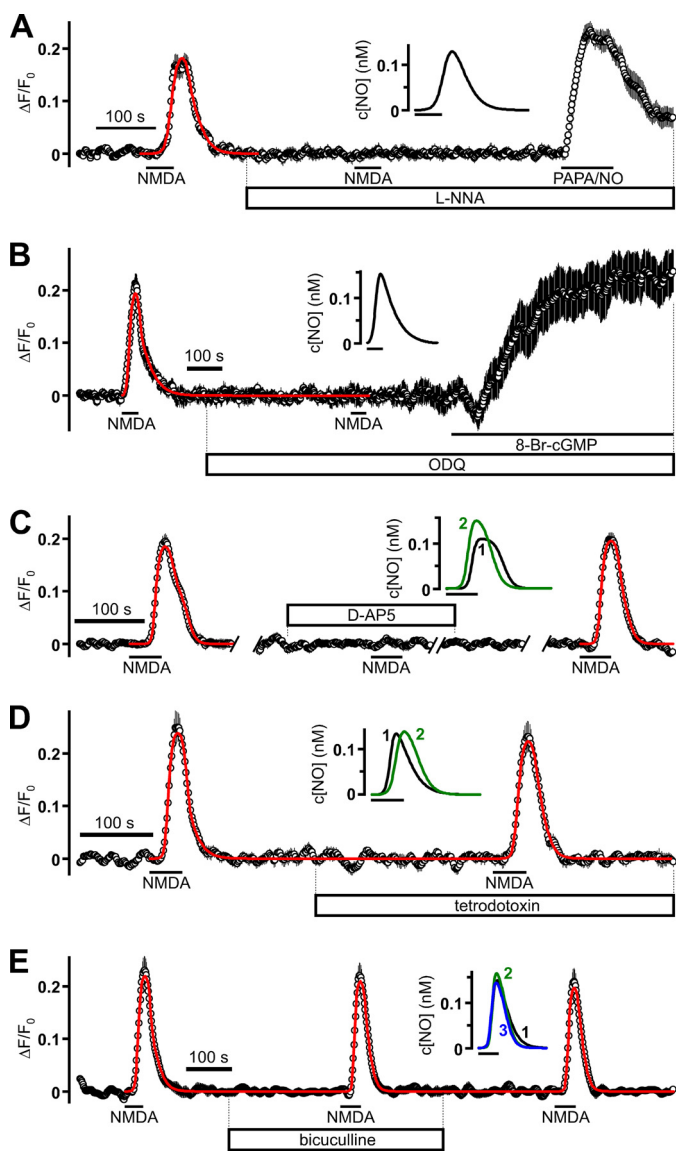 A
ΔF/F0
0.2
0.1
0
100 s
c[NO] (nM)
0.1
0
NMDA
NMDA
PAPA/NO
L-NNA
B
ΔF/F0
0.2
0.1
0
100 s
c[NO] (nM)
0.1
0
NMDA
NMDA
8-Br-cGMP
ODQ
C
ΔF/F0
0.2
0.1
0
100 s
c[NO] (nM)
0.1
0
2
1
D-AP5
NMDA
NMDA
NMDA
D
ΔF/F0
0.2
0.1
0
100 s
c[NO] (nM)
0.1
0
1
2
NMDA
NMDA
tetrodotoxin
E
ΔF/F0
0.2
0.1
0
100 s
c[NO] (nM)
0.1
0
2
3
1
NMDA
NMDA
NMDA
bicuculline